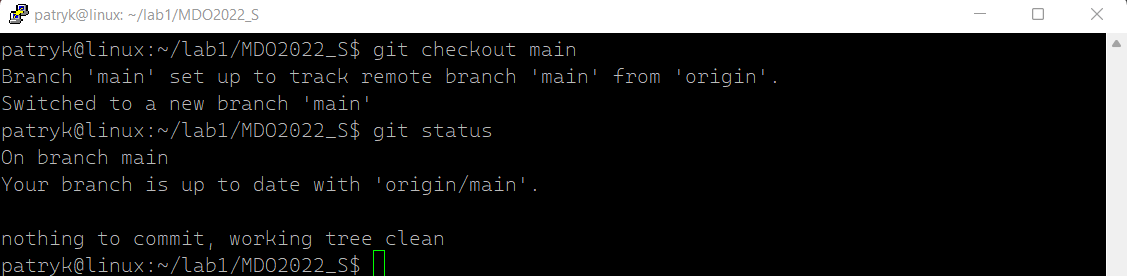 patryk@linux: ~/lab1/MDO2022_S
patryk@linux:~/lab1/MDO2022_S$ git checkout main
Branch 'main' set up to track remote branch 'main' from 'origin'.
Switched to a new branch 'main'
patryk@linux:~/lab1/MDO2022_S$ git status
On branch main
Your branch is up to date with 'origin/main'.
nothing to commit, working tree clean
patryk@linux:~/lab1/MDO2022_S$